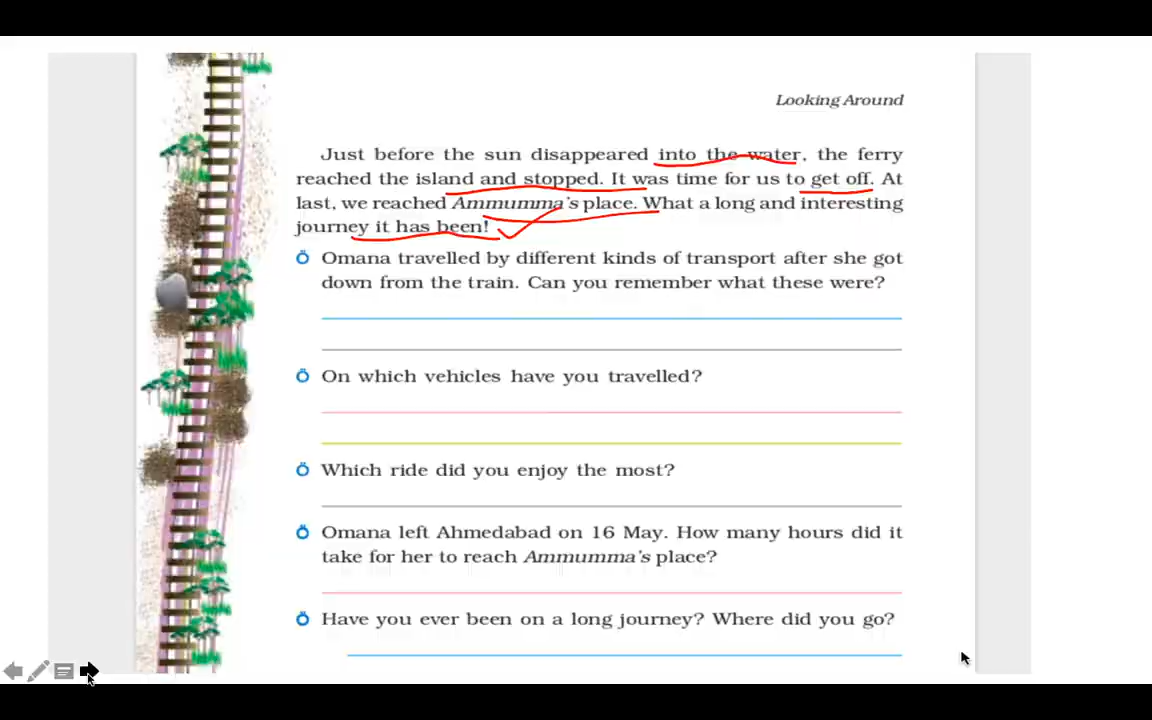 Looking Around
Just before the sun disappeared into the water, the ferry
reached the island and stopped. It was time for us to get off. At
last, we reached Ammumma's place. What a long and interesting
journey it has been!
Ö Omana travelled by different kinds of transport after she got
down from the train. Can you remember what these were?
Ö On which vehicles have you travelled?
Ö Which ride did you enjoy the most?
Ö Omana left Ahmedabad on 16 May. How many hours did it
take for her to reach Ammumma's place?
Ö Have you ever been on a long journey? Where did you go?